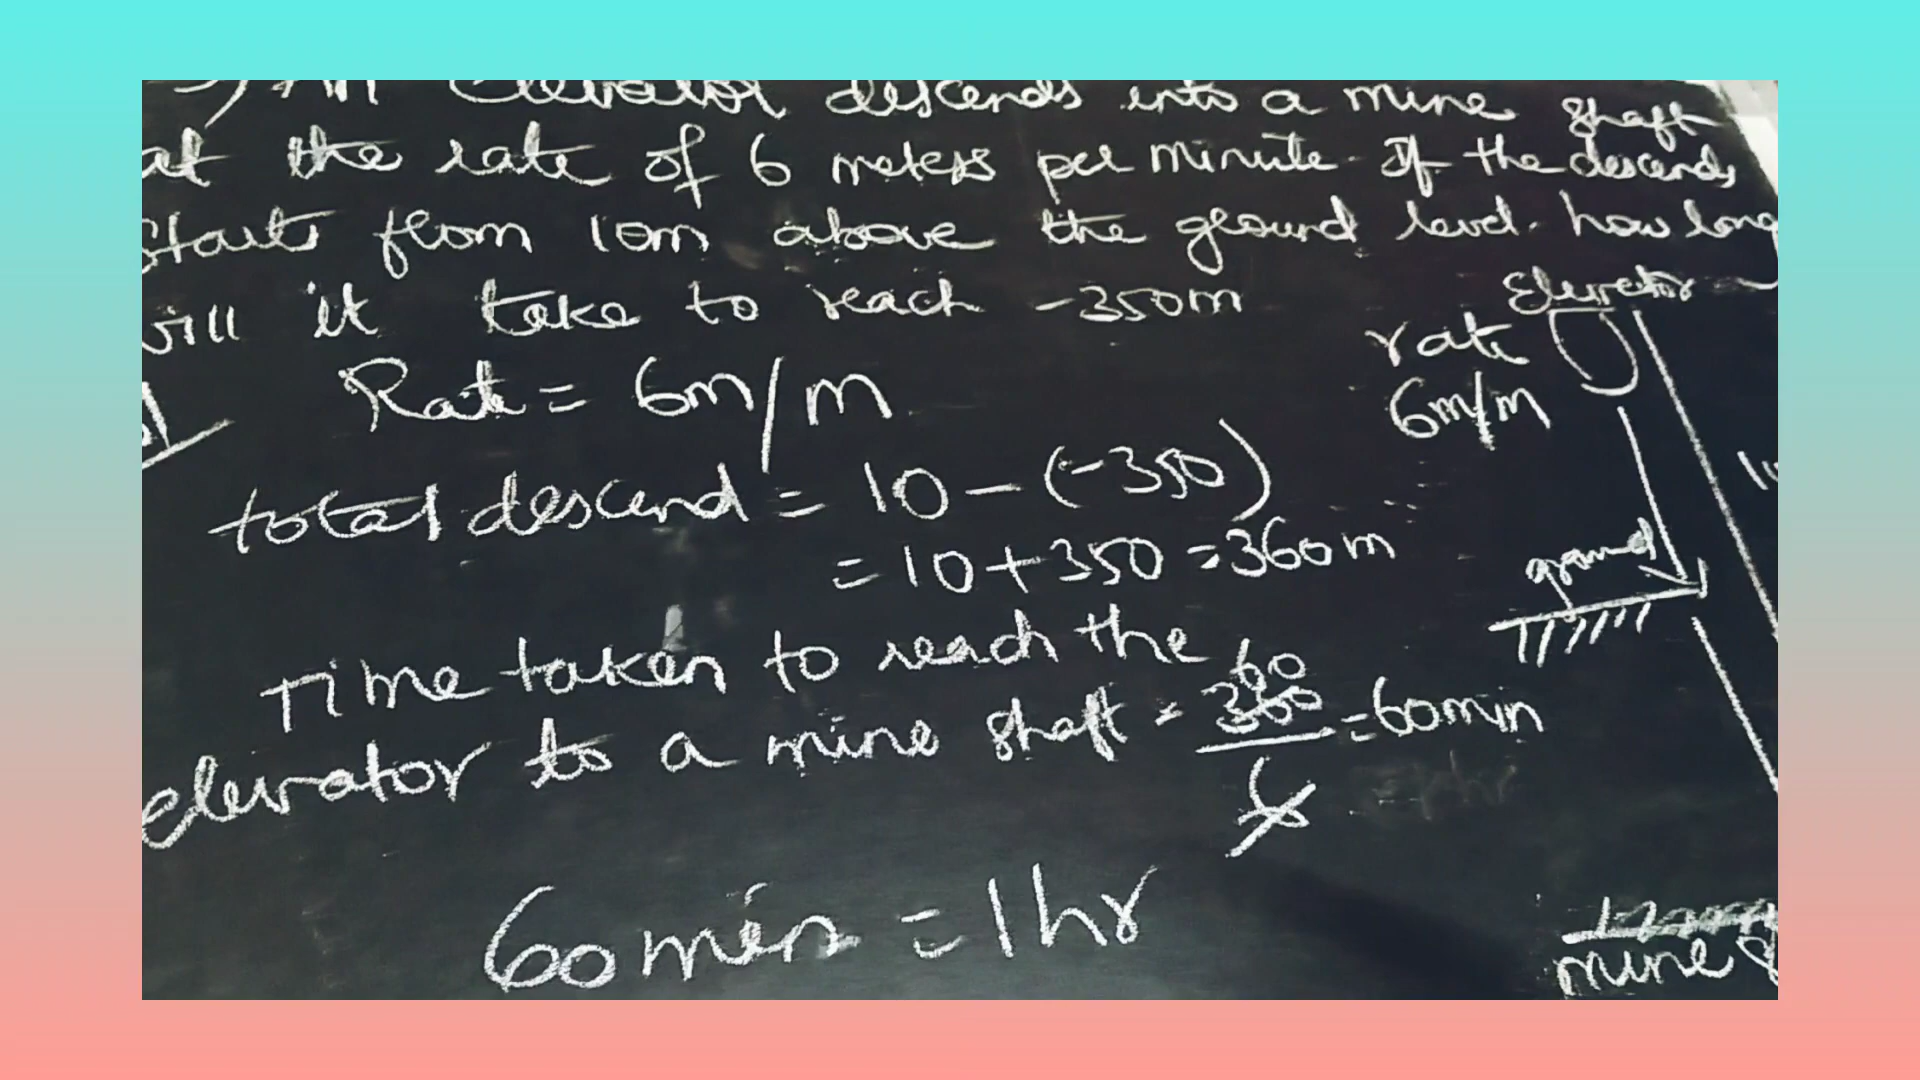 An Elevator descends into a mine shaft
at the rate of 6 meters per minute. If the descends
starts from 10m above the ground level. how long
will it take to reach -350m
Elevator
rate
6m/m
Rate = 6m/m
total descend = 10 - (-350)
= 10 + 350 = 360m
ground
Time taken to reach the
elevator to a mine shaft = 360/6 = 60min
60
60min = 1hr
mine